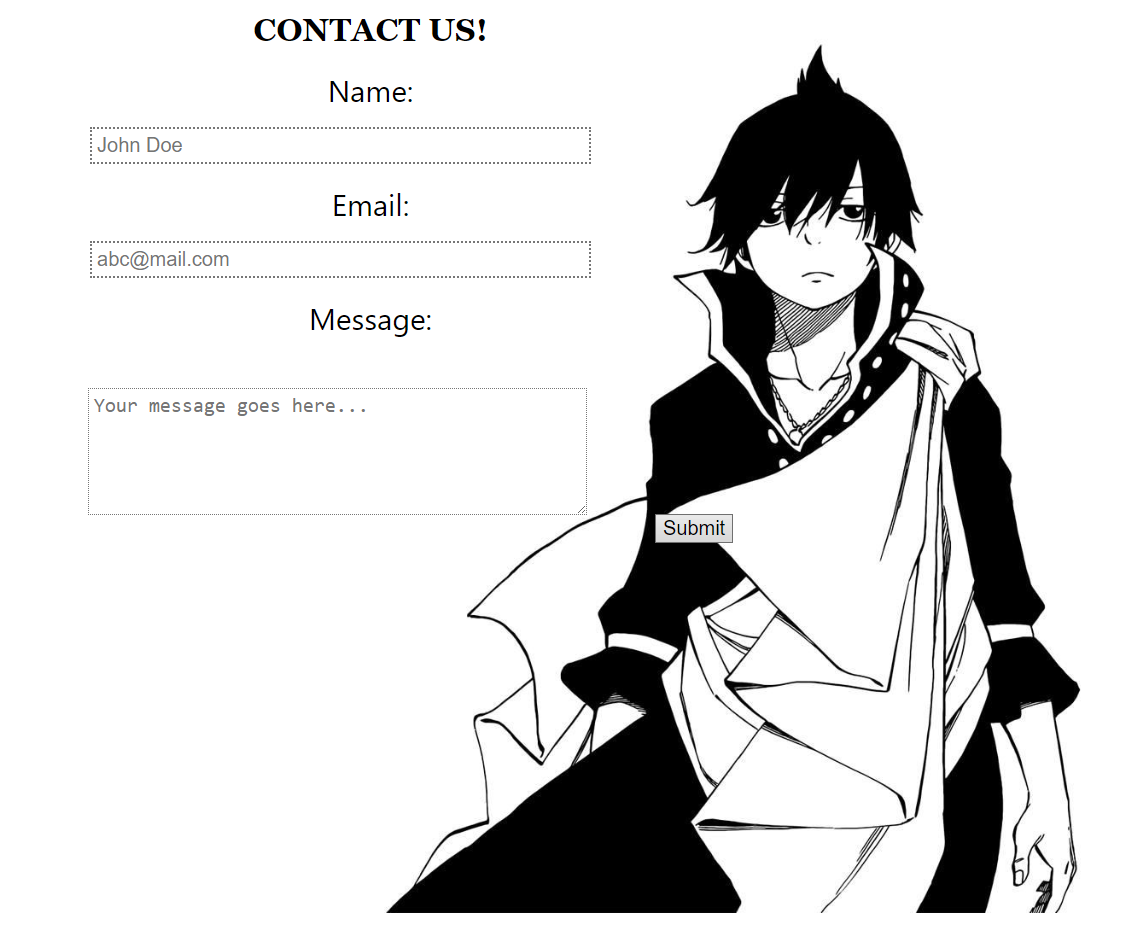 CONTACT US!
Name:
John Doe
Email:
abc@mail.com
Message:
Your message goes here...
Submit